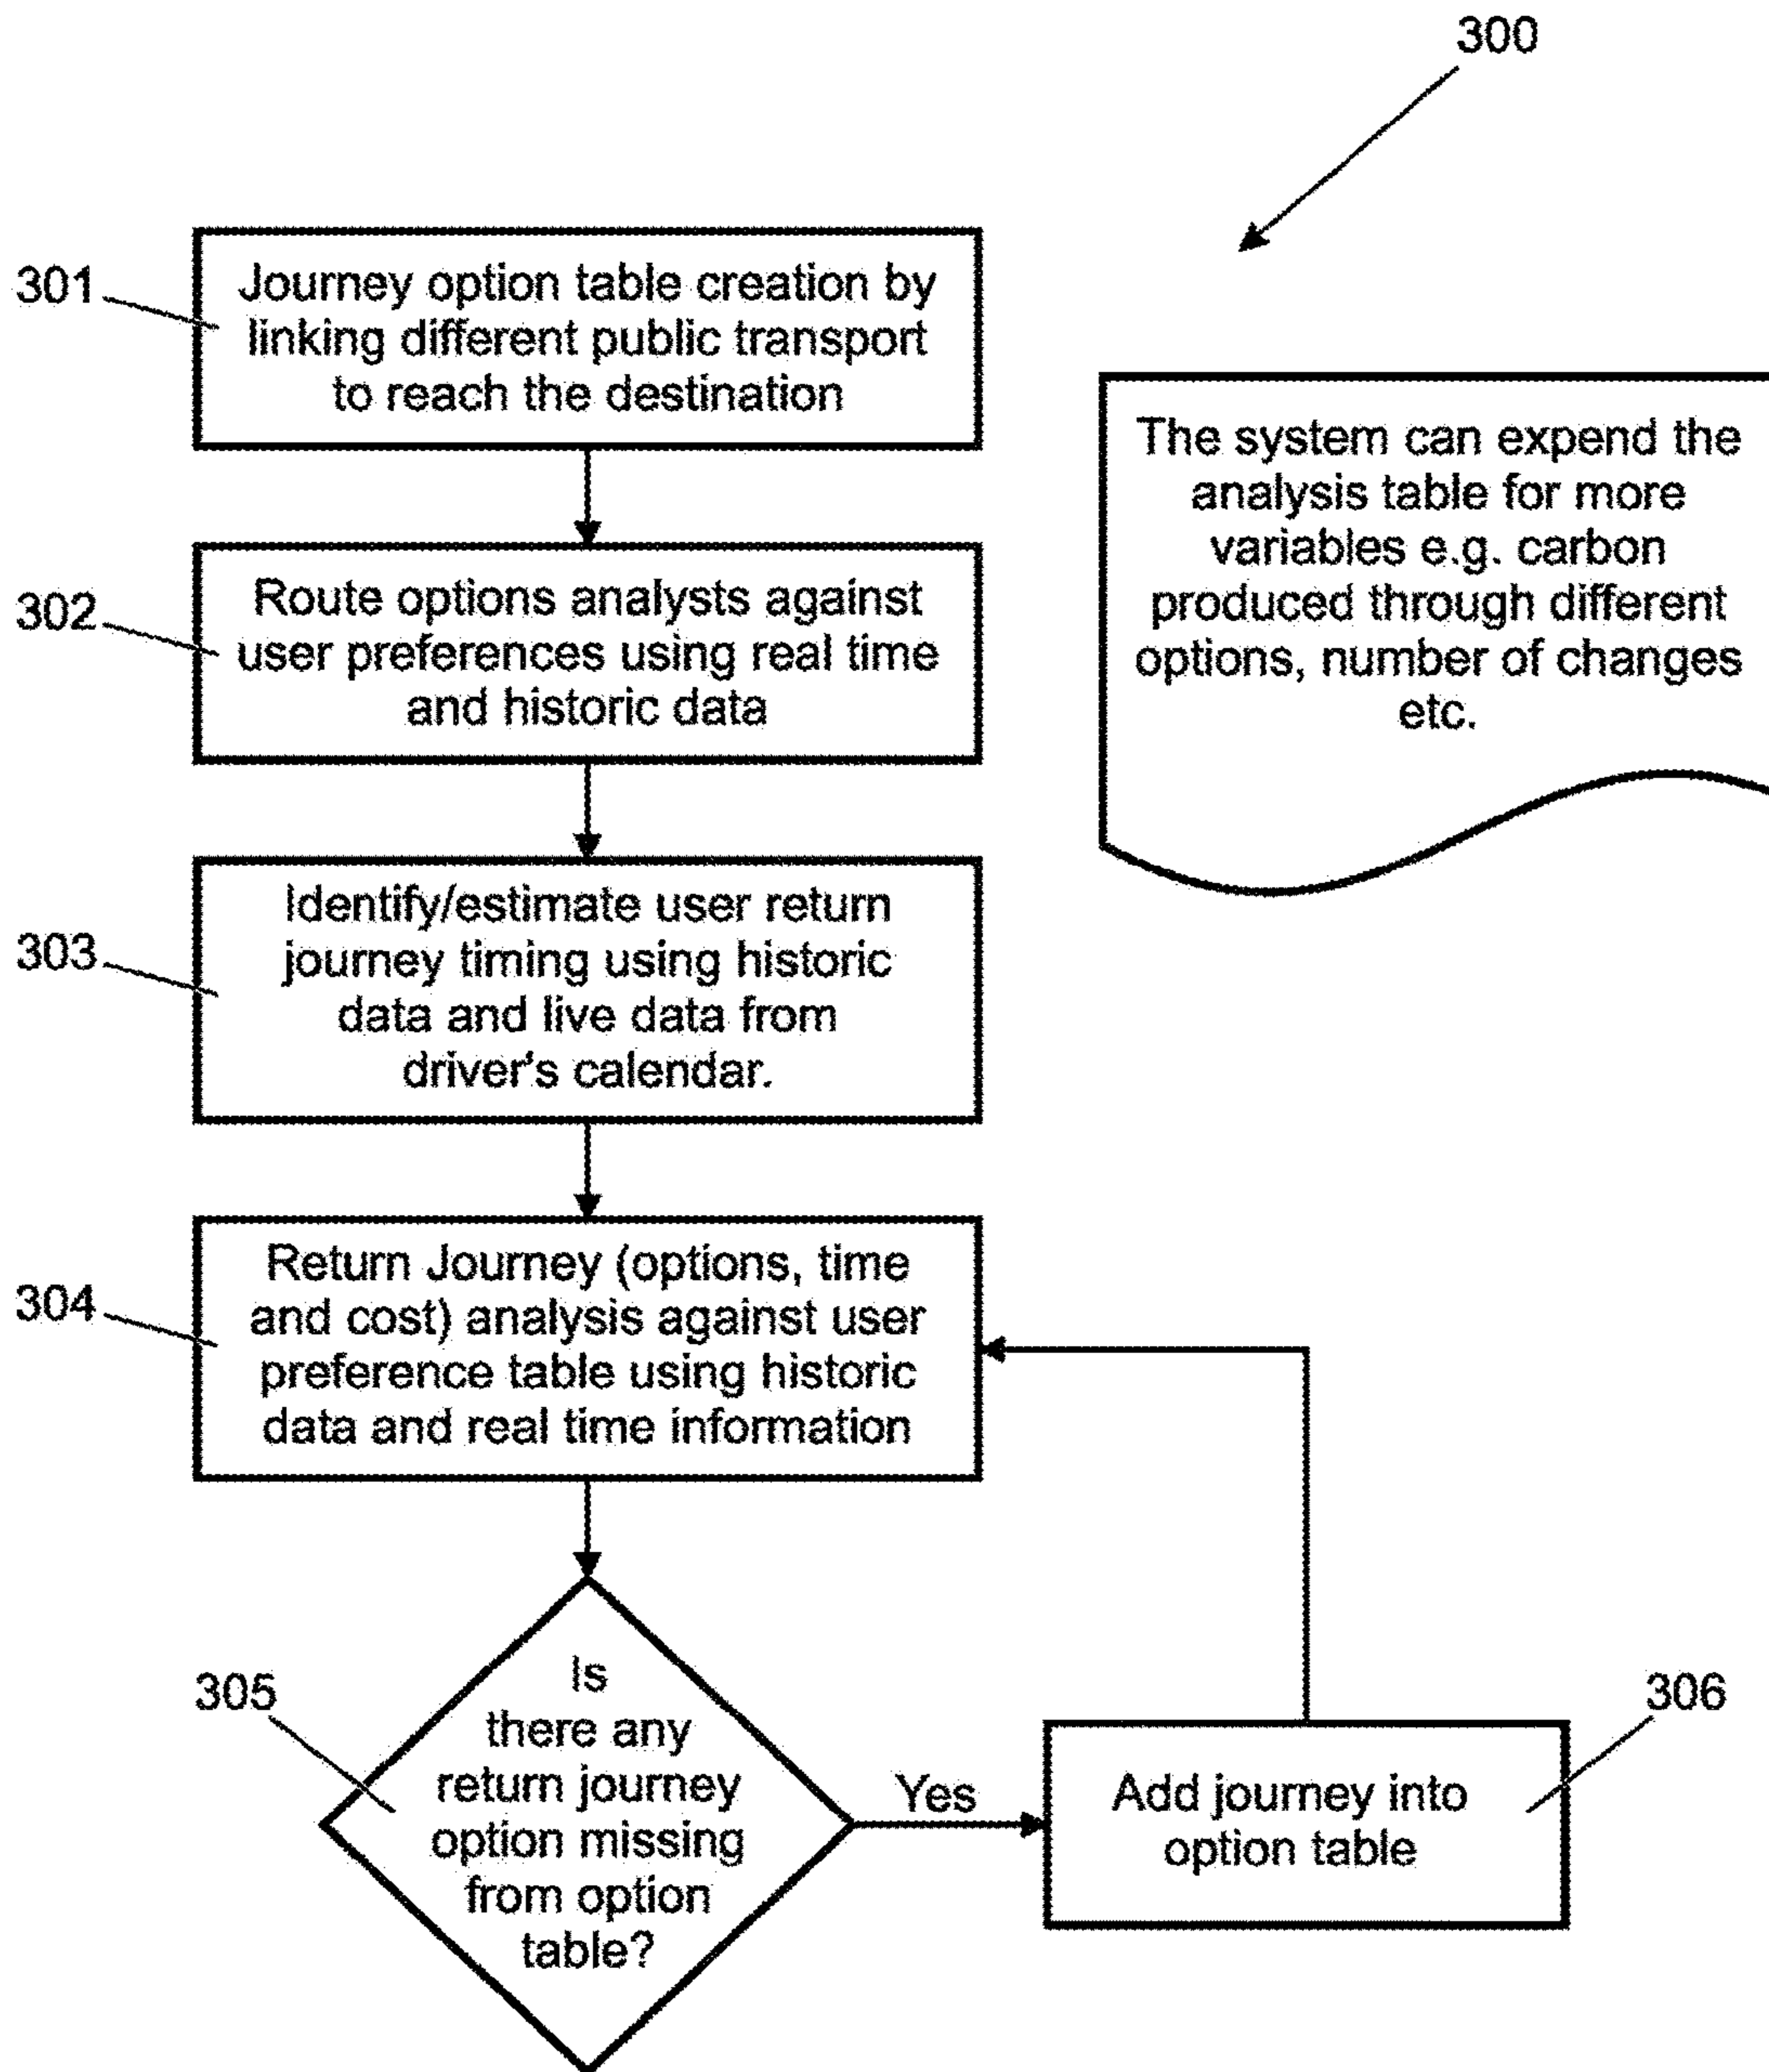 300
301
Journey option table creation by
linking different public transport
to reach the destination
The system can expend the
analysis table for more
variables e.g. carbon
produced through different
options, number of changes
etc.
302
Route options analysts against
user preferences using real time
and historic data
303
Identify/estimate user return
journey timing using historic
data and live data from
driver's calendar.
304
Return Journey (options, time
and cost) analysis against user
preference table using historic
data and real time information
305
Is
there any
return journey
option missing
from option
table?
Yes
306
Add journey into
option table